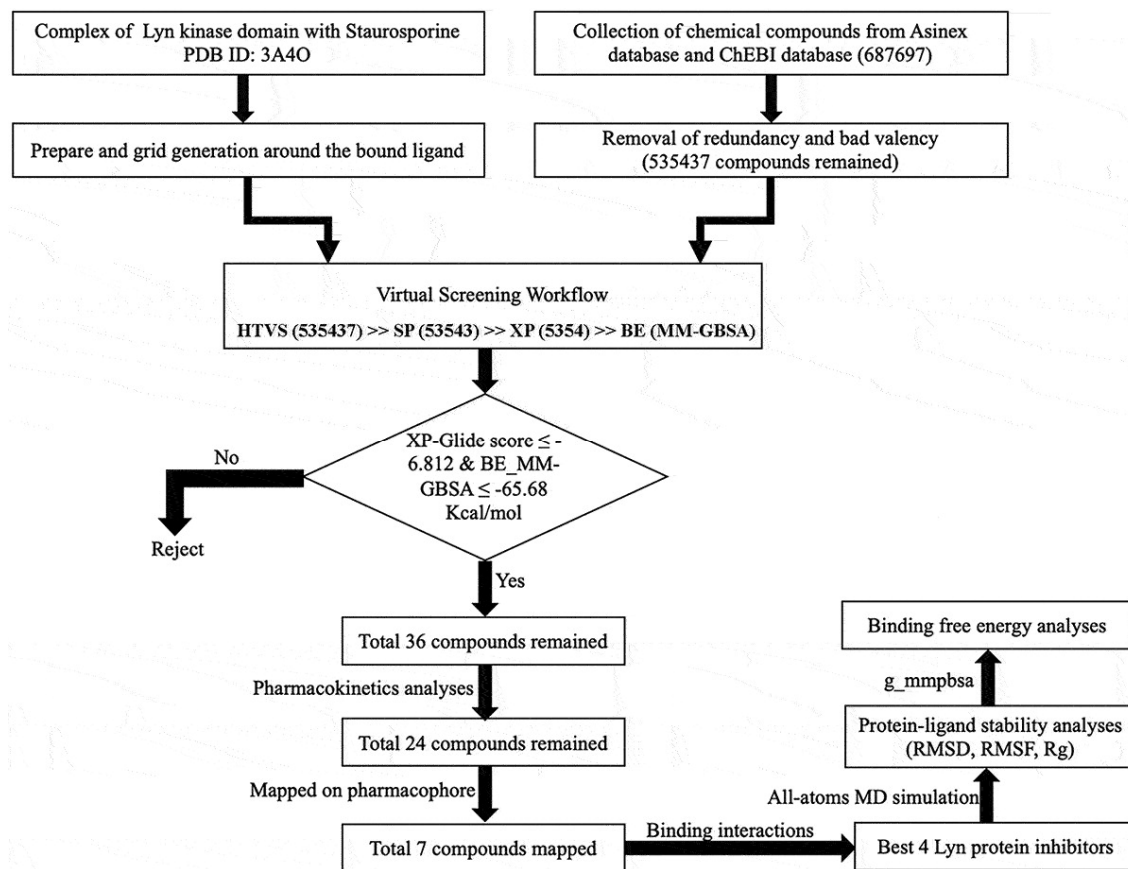 Complex of Lyn kinase domain with Staurosporine
PDB ID: 3A4O
Collection of chemical compounds from Asinex
database and ChEBI database (687697)
Prepare and grid generation around the bound ligand
Removal of redundancy and bad valency
(535437 compounds remained)
Virtual Screening Workflow
HTVS (535437) >> SP (53543) >> XP (5354) >> BE (MM-GBSA)
XP-Glide score ≤ -
6.812 & BE_MM-
GBSA ≤ -65.68
Kcal/mol
No
Reject
Yes
Total 36 compounds remained
Pharmacokinetics analyses
Total 24 compounds remained
Mapped on pharmacophore
Total 7 compounds mapped
Binding interactions
Best 4 Lyn protein inhibitors
All-atoms MD simulation
Protein-ligand stability analyses
(RMSD, RMSF, Rg)
g_mmpbsa
Binding free energy analyses